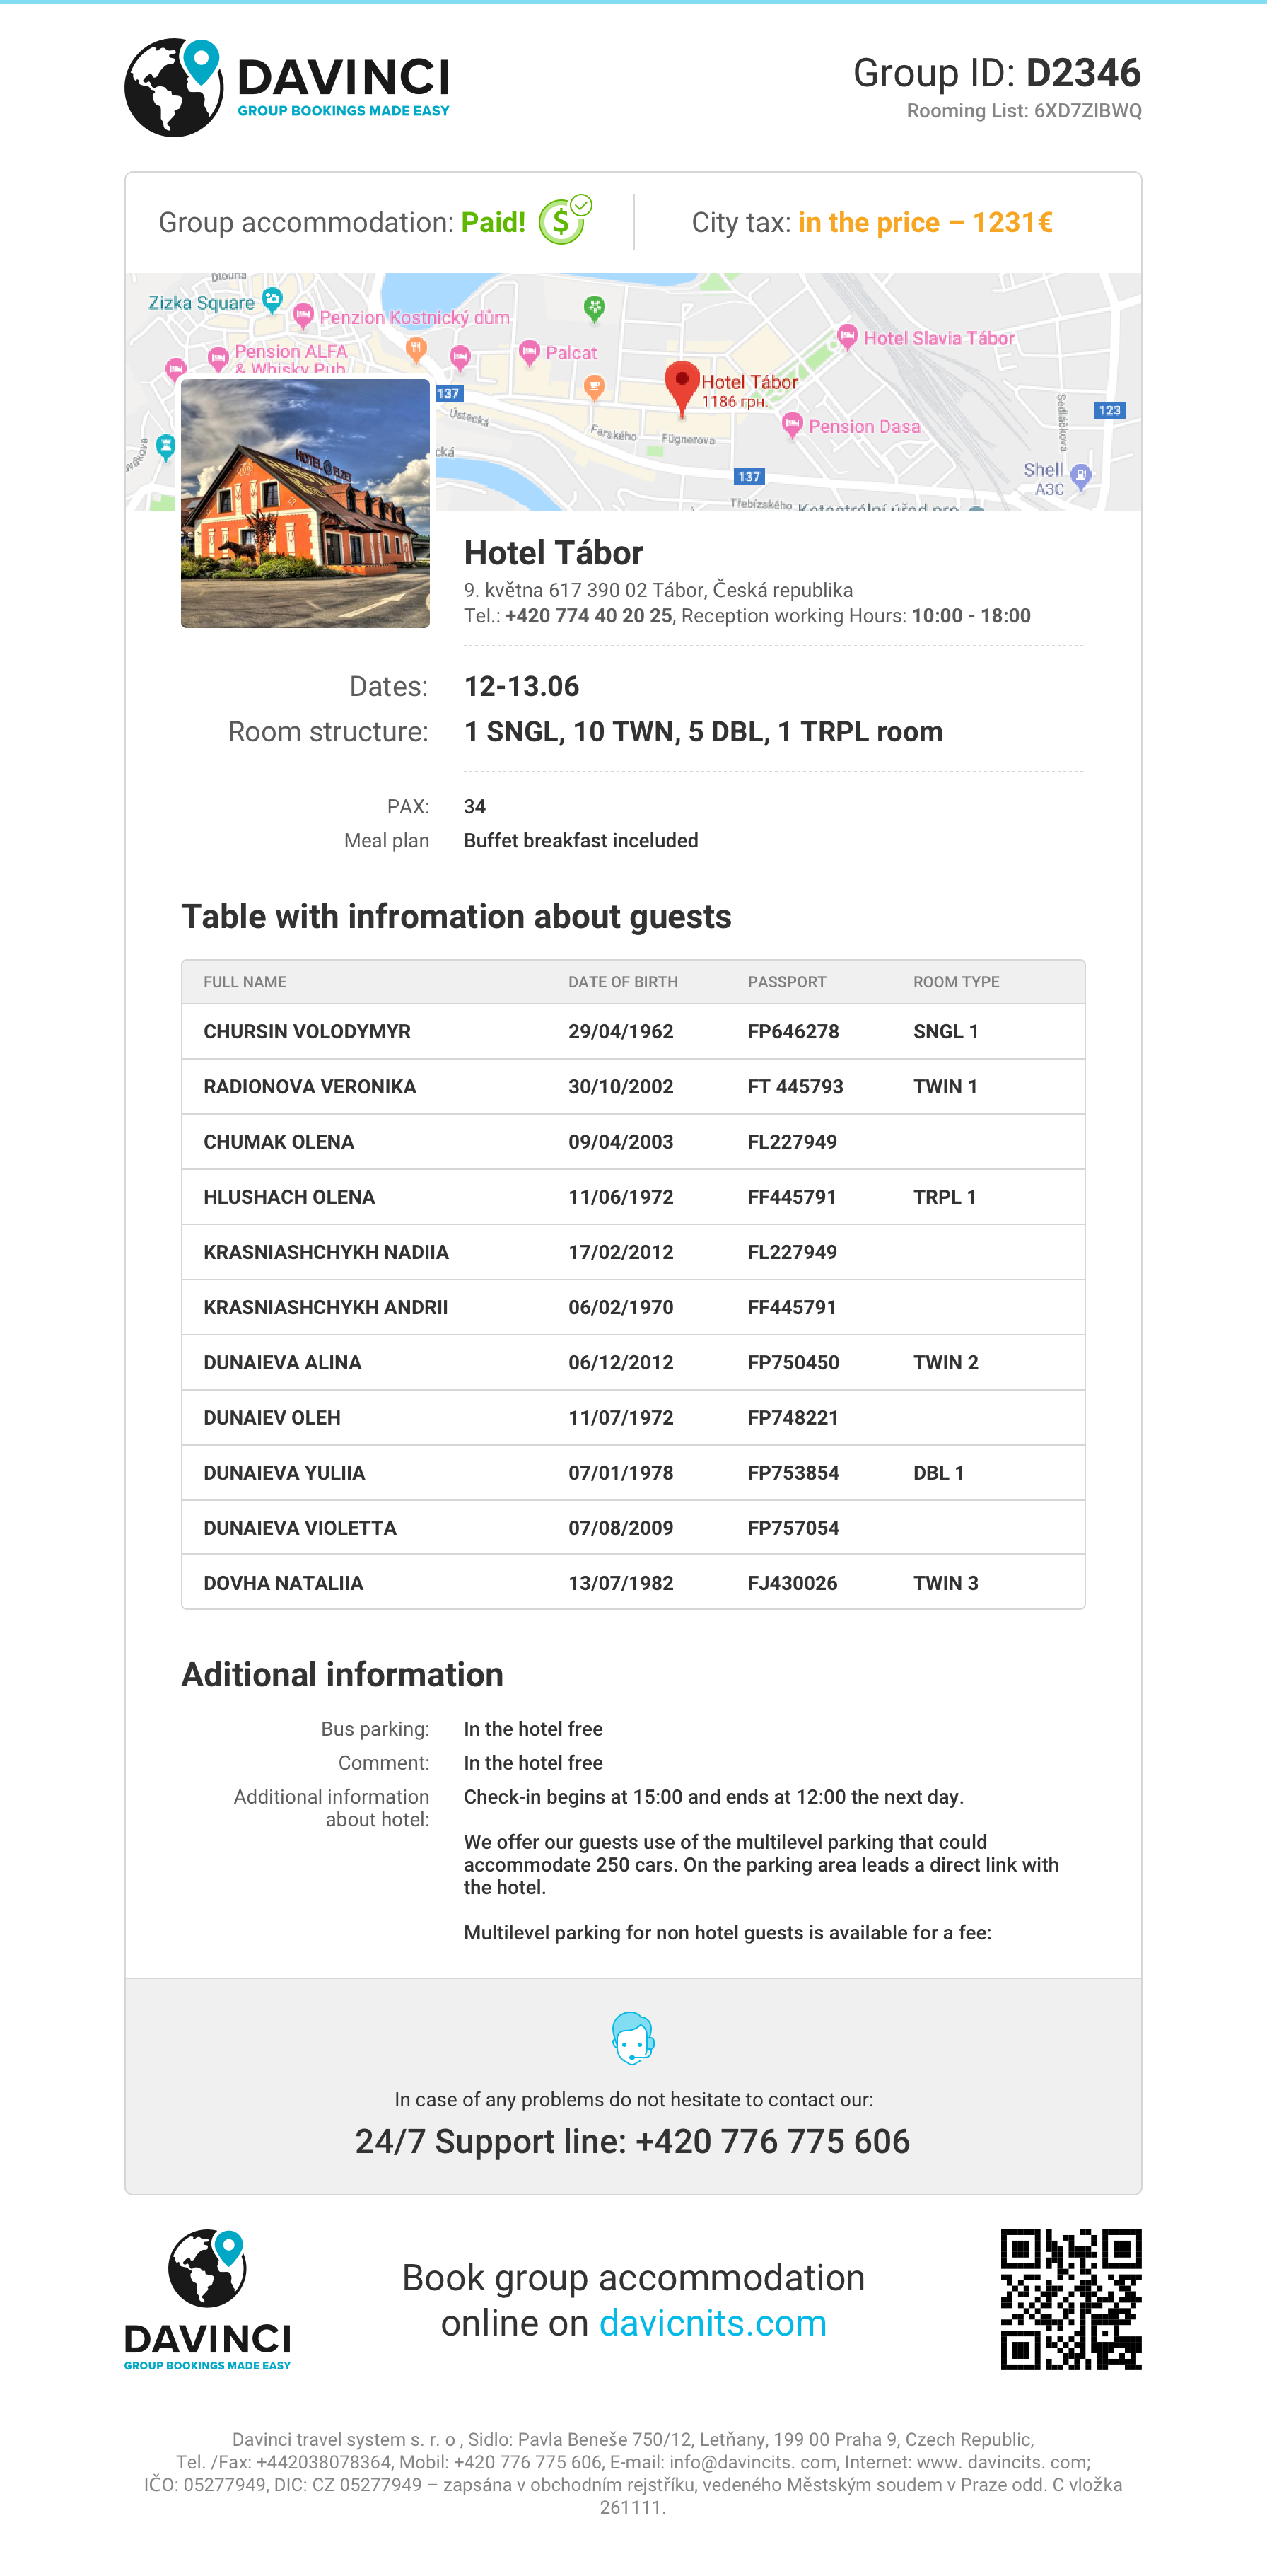 DAVINCI
GROUP BOOKINGS MADE EASY
Group ID: D2346
Rooming List: 6XD7ZlBWQ
Group accommodation: Paid!
City tax: in the price – 1231€
Dlouhá
Zizka Square
Penzion Kostnický dům
Pension ALFA
& Whisky Pub
Palcat
Hotel Slavia Tábor
Hotel Tábor
1186 грн.
137
Ústecká
Farského
Fügnerova
Pension Dasa
Sedláčkova
123
137
Shell
A3C
Třebízského
Katastrální úřad pro
HOTEL
Hotel Tábor
9. května 617 390 02 Tábor, Česká republika
Tel.: +420 774 40 20 25, Reception working Hours: 10:00 - 18:00
Dates: 12-13.06
Room structure: 1 SNGL, 10 TWN, 5 DBL, 1 TRPL room
PAX: 34
Meal plan Buffet breakfast inceluded
Table with infromation about guests
FULL NAME DATE OF BIRTH PASSPORT ROOM TYPE
CHURSIN VOLODYMYR 29/04/1962 FP646278 SNGL 1
RADIONOVA VERONIKA 30/10/2002 FT 445793 TWIN 1
CHUMAK OLENA 09/04/2003 FL227949
HLUSHACH OLENA 11/06/1972 FF445791 TRPL 1
KRASNIASHCHYKH NADIIA 17/02/2012 FL227949
KRASNIASHCHYKH ANDRII 06/02/1970 FF445791
DUNAIEVA ALINA 06/12/2012 FP750450 TWIN 2
DUNAIEV OLEH 11/07/1972 FP748221
DUNAIEVA YULIIA 07/01/1978 FP753854 DBL 1
DUNAIEVA VIOLETTA 07/08/2009 FP757054
DOVHA NATALIIA 13/07/1982 FJ430026 TWIN 3
Aditional information
Bus parking: In the hotel free
Comment: In the hotel free
Additional information Check-in begins at 15:00 and ends at 12:00 the next day.
about hotel:
We offer our guests use of the multilevel parking that could
accommodate 250 cars. On the parking area leads a direct link with
the hotel.
Multilevel parking for non hotel guests is available for a fee:
In case of any problems do not hesitate to contact our:
24/7 Support line: +420 776 775 606
DAVINCI
GROUP BOOKINGS MADE EASY
Book group accommodation
online on davicnits.com
Davinci travel system s. r. o , Sidlo: Pavla Beneše 750/12, Letňany, 199 00 Praha 9, Czech Republic,
Tel. /Fax: +442038078364, Mobil: +420 776 775 606, E-mail: info@davincits. com, Internet: www. davincits. com;
IČO: 05277949, DIC: CZ 05277949 – zapsána v obchodním rejstříku, vedeného Městským soudem v Praze odd. C vložka
261111.